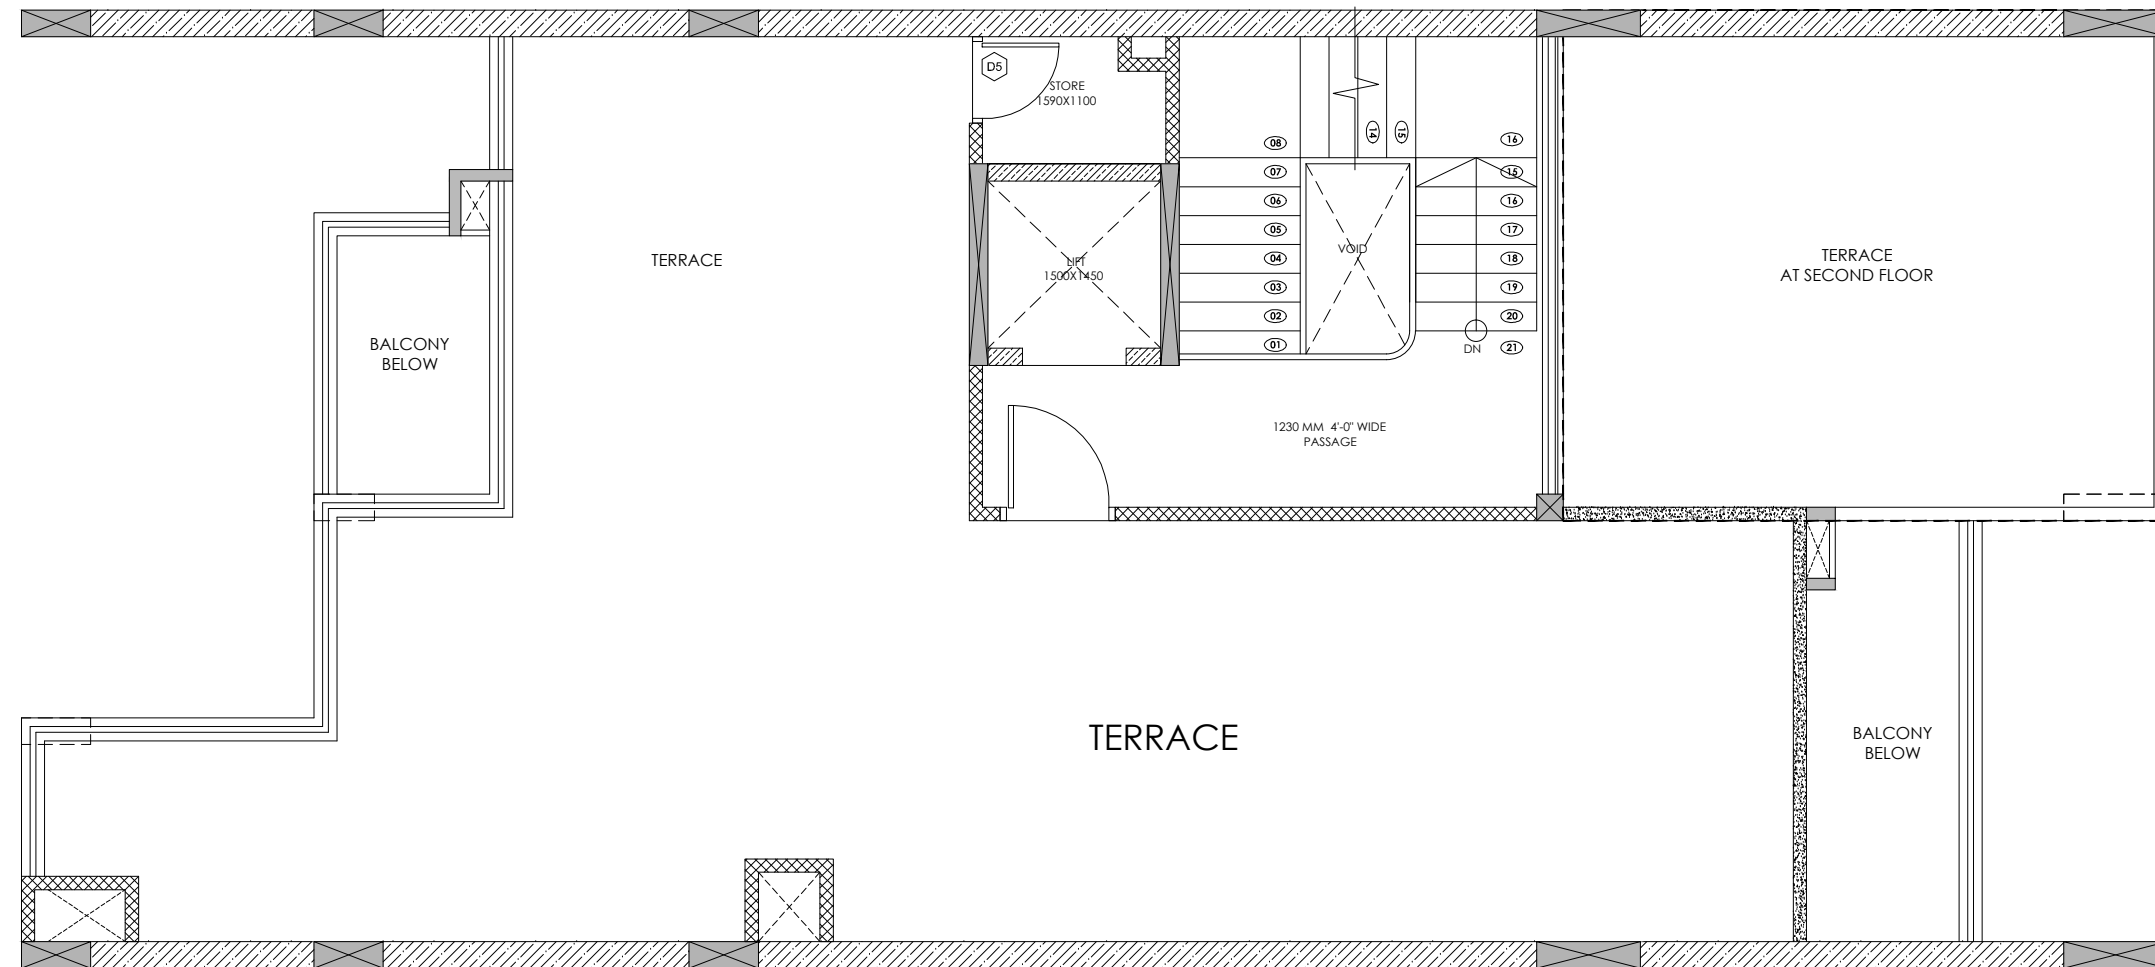 D5
STORE
1590X1100
14
15
08
07
06
05
04
03
02
01
16
15
16
17
18
19
20
21
DN
VOID
LIFT
1500X1450
TERRACE
TERRACE
AT SECOND FLOOR
BALCONY
BELOW
1230 MM 4'-0" WIDE
PASSAGE
TERRACE
BALCONY
BELOW